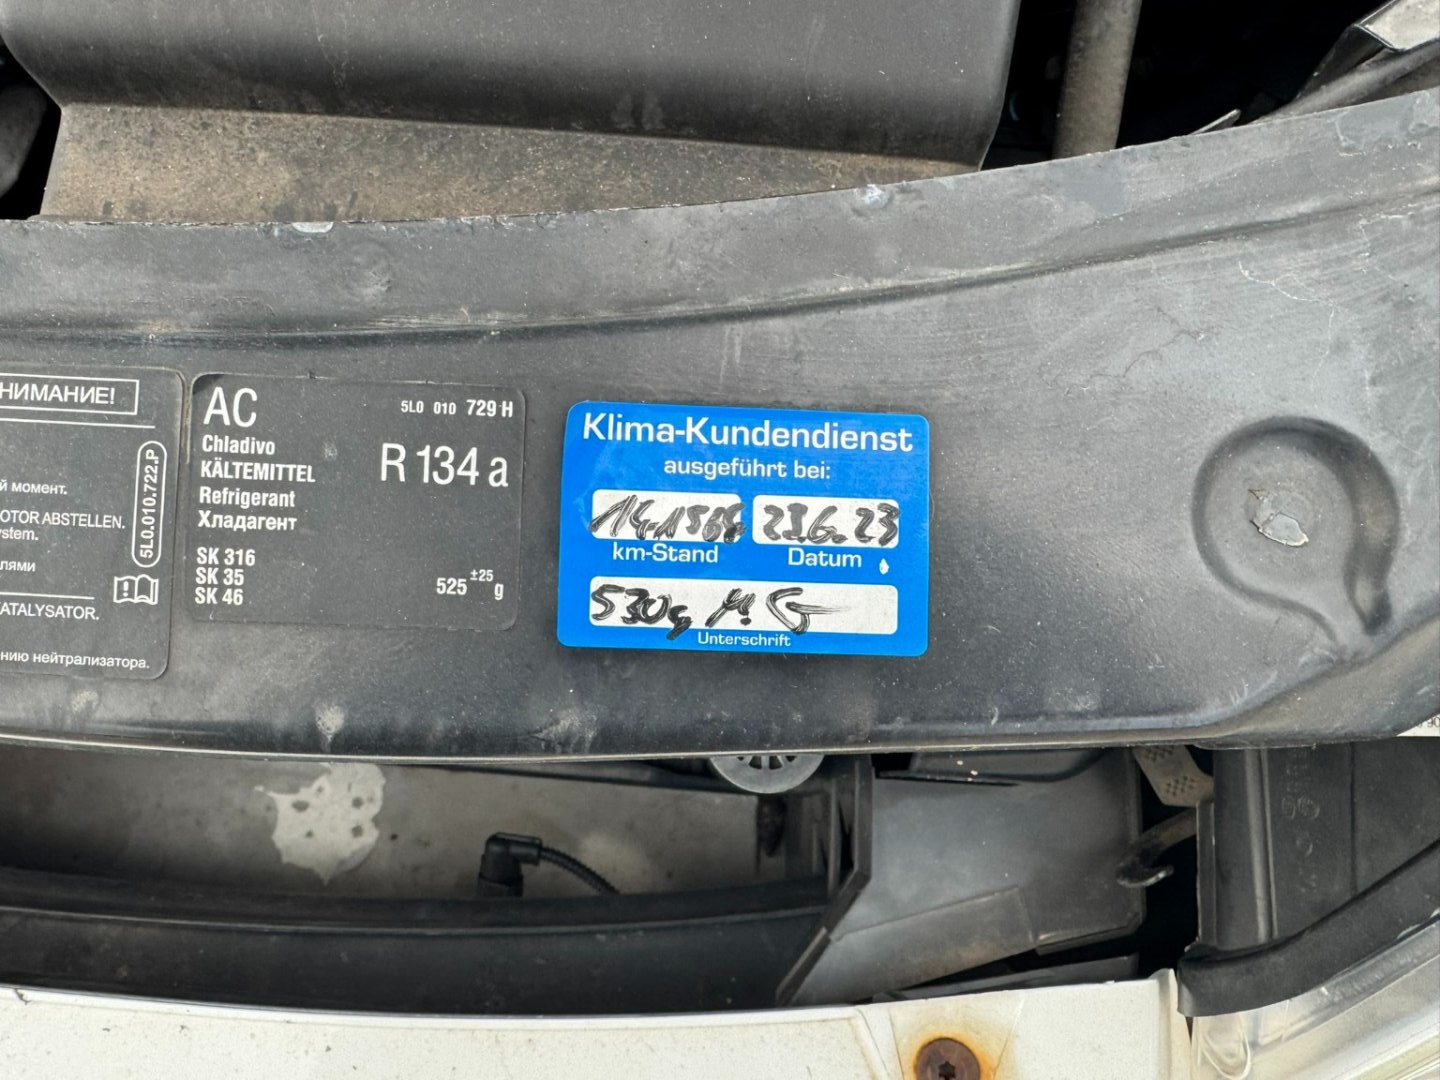 НИМАНИЕ!
й момент.
OTOR ABSTELLEN.
ystem.
лями
ATALYSATOR.
нию нейтрализатора.
5L0.010.722.P
AC
5L0 010 729 H
Chladivo
KÄLTEMITTEL
Refrigerant
Хладагент
R 134 a
SK 316
SK 35
SK 46
525 ±25 g
Klima-Kundendienst
ausgeführt bei:
23.6.23
km-Stand Datum
530g
Unterschrift